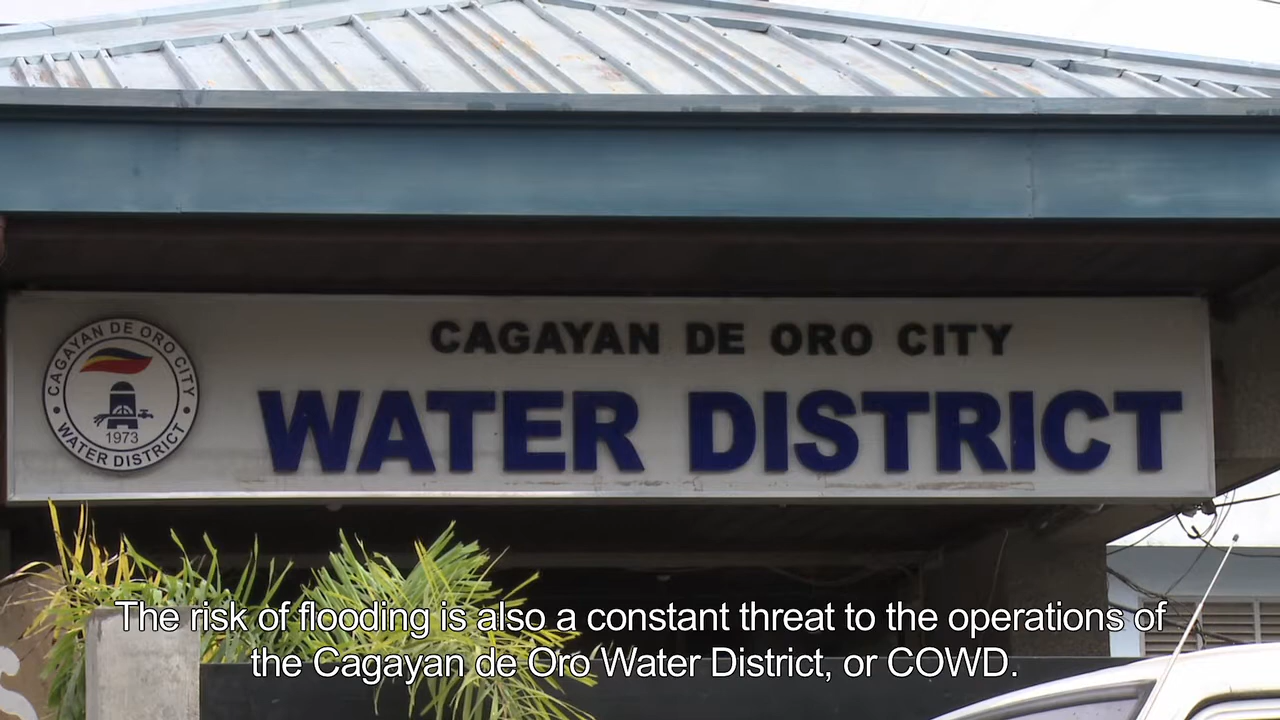 CAGAYAN DE ORO CITY
WATER DISTRICT
CAGAYAN DE ORO CITY
1973
WATER DISTRICT
The risk of flooding is also a constant threat to the operations of
the Cagayan de Oro Water District, or COWD.